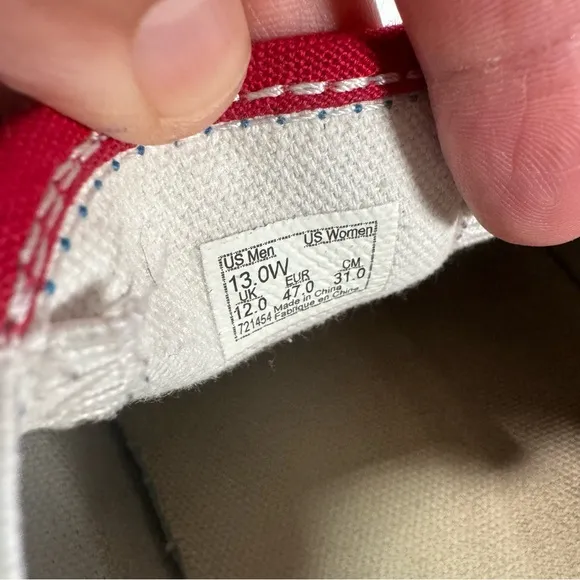 US Men US Women
13.0W
UK EUR CM
12.0 47.0 31.0
721454 Made in China
Fabriqué en Chine